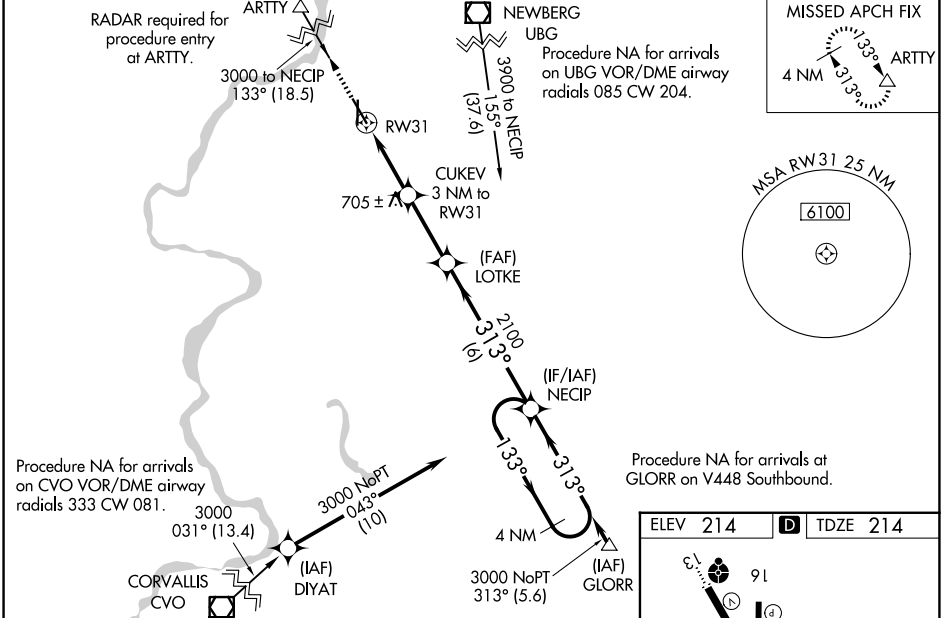 ARTTY
RADAR required for
procedure entry
at ARTTY.
3000 to NECIP
133° (18.5)
NEWBERG
UBG
3900 to NECIP
155°
(37.6)
Procedure NA for arrivals
on UBG VOR/DME airway
radials 085 CW 204.
MISSED APCH FIX
133°
ARTTY
4 NM
313°
RW31
CUKEV
3 NM to
RW31
705 ±
MSA RW31 25 NM
6100
(FAF)
LOTKE
2100
313°
(6)
(IF/IAF)
NECIP
133°
313°
4 NM
Procedure NA for arrivals at
GLORR on V448 Southbound.
Procedure NA for arrivals
on CVO VOR/DME airway
radials 333 CW 081.
3000 NoPT
043°
(10)
3000
031° (13.4)
(IAF)
DIYAT
CORVALLIS
CVO
3000 NoPT
313° (5.6)
(IAF)
GLORR
ELEV 214
D
TDZE 214
13
16
V
P